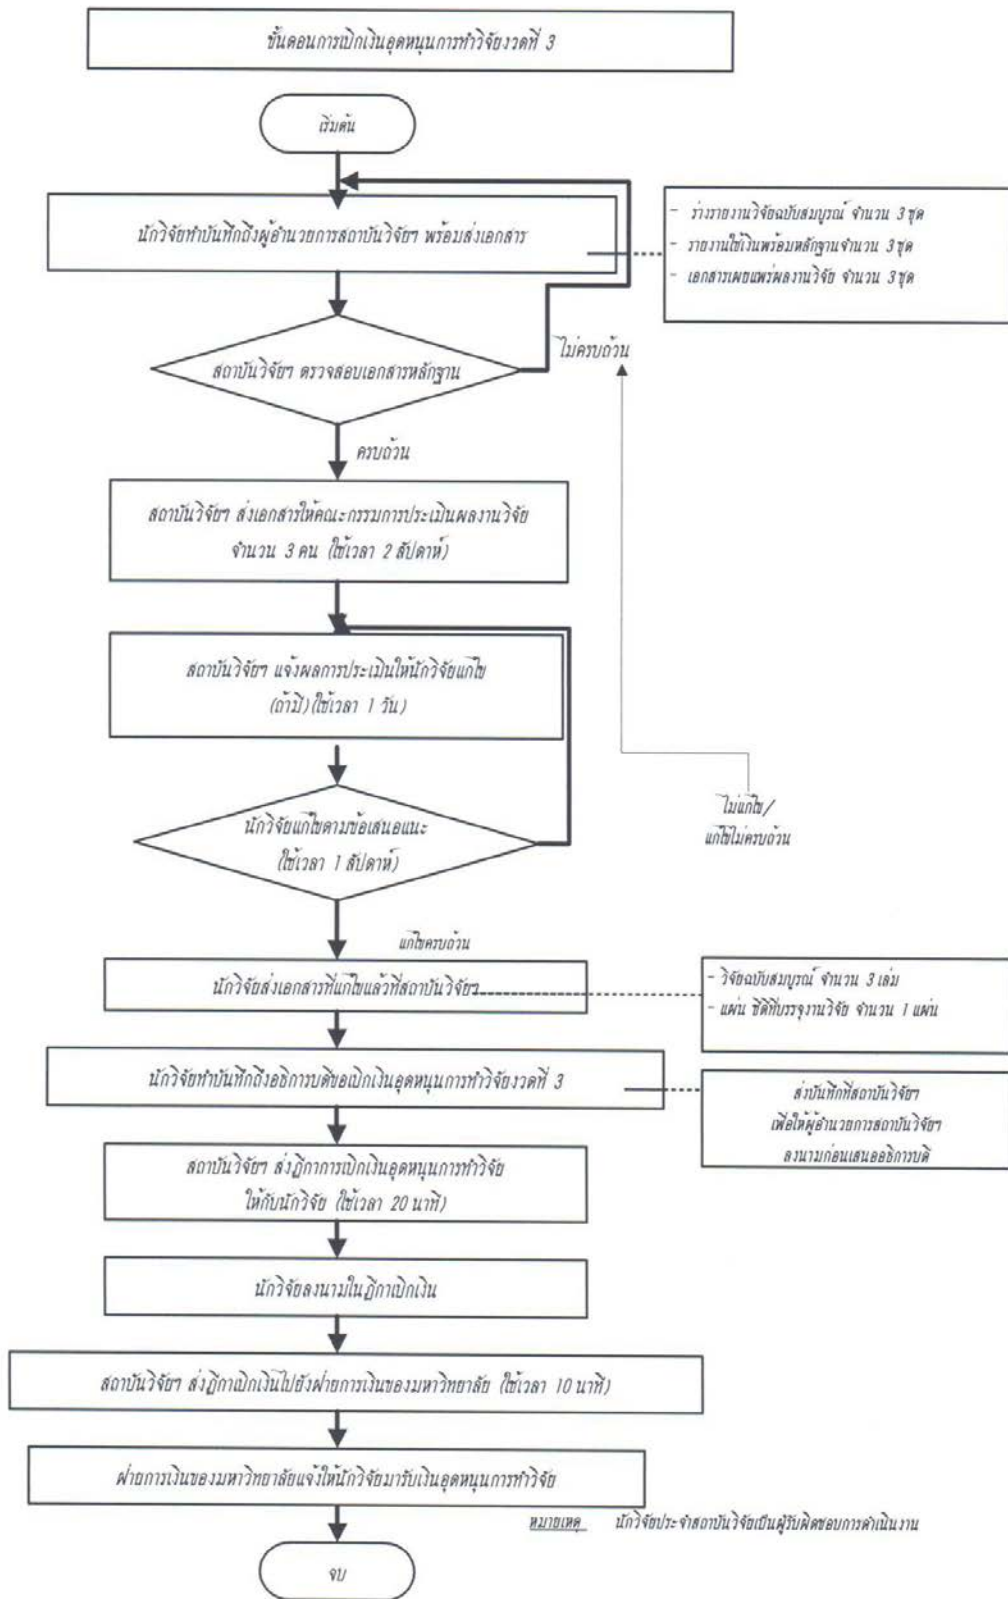 ขั้นตอนการเบิกเงินอุดหนุนการทำวิจัยงวดที่ 3
เริ่มต้น
นักวิจัยทำบันทึกถึงผู้อำนวยการสถาบันวิจัยฯ พร้อมส่งเอกสาร
- ร่างรายงานวิจัยฉบับสมบูรณ์ จำนวน 3 ชุด
- รายงานใช้เงินพร้อมหลักฐานจำนวน 3 ชุด
- เอกสารเผยแพร่ผลงานวิจัย จำนวน 3 ชุด
ไม่ครบถ้วน
สถาบันวิจัยฯ ตรวจสอบเอกสารหลักฐาน
ครบถ้วน
สถาบันวิจัยฯ ส่งเอกสารให้คณะกรรมการประเมินผลงานวิจัย
จำนวน 3 คน (ใช้เวลา 2 สัปดาห์)
สถาบันวิจัยฯ แจ้งผลการประเมินให้นักวิจัยแก้ไข
(ถ้ามี) (ใช้เวลา 1 วัน)
นักวิจัยแก้ไขตามข้อเสนอแนะ
(ใช้เวลา 1 สัปดาห์)
ไม่แก้ไข/
แก้ไขไม่ครบถ้วน
แก้ไขครบถ้วน
นักวิจัยส่งเอกสารที่แก้ไขแล้วที่สถาบันวิจัยฯ
- วิจัยฉบับสมบูรณ์ จำนวน 3 เล่ม
- แผ่น ซีดีที่บรรจุงานวิจัย จำนวน 1 แผ่น
นักวิจัยทำบันทึกถึงอธิการบดีขอเบิกเงินอุดหนุนการทำวิจัยงวดที่ 3
ส่งบันทึกที่สถาบันวิจัยฯ
เพื่อให้ผู้อำนวยการสถาบันวิจัยฯ
ลงนามก่อนเสนออธิการบดี
สถาบันวิจัยฯ ส่งฎีกาการเบิกเงินอุดหนุนการทำวิจัย
ให้กับนักวิจัย (ใช้เวลา 20 นาที)
นักวิจัยลงนามในฎีกาเบิกเงิน
สถาบันวิจัยฯ ส่งฎีกาเบิกเงินไปยังฝ่ายการเงินของมหาวิทยาลัย (ใช้เวลา 10 นาที)
ฝ่ายการเงินของมหาวิทยาลัยแจ้งให้นักวิจัยมารับเงินอุดหนุนการทำวิจัย
หมายเหตุ นักวิจัยประจำสถาบันวิจัยเป็นผู้รับผิดชอบการดำเนินงาน
จบ